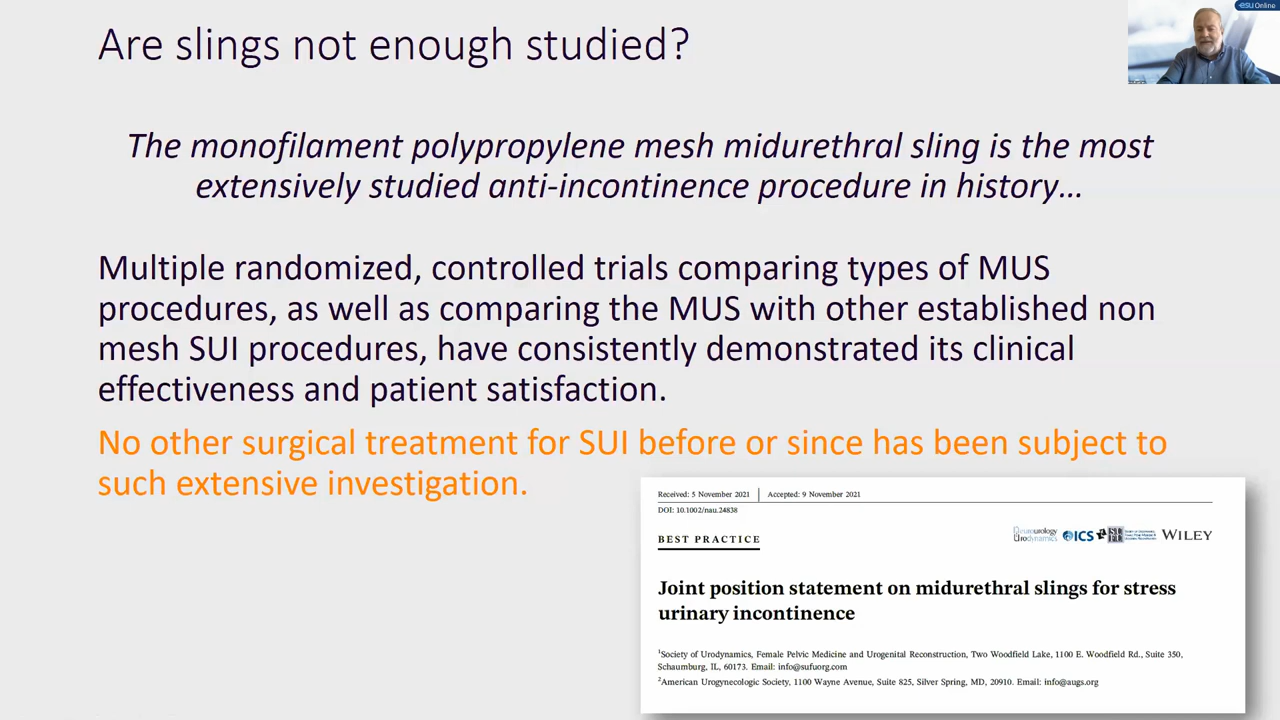 Are slings not enough studied?
esu Online
The monofilament polypropylene mesh midurethral sling is the most
extensively studied anti-incontinence procedure in history…
Multiple randomized, controlled trials comparing types of MUS
procedures, as well as comparing the MUS with other established non
mesh SUI procedures, have consistently demonstrated its clinical
effectiveness and patient satisfaction.
No other surgical treatment for SUI before or since has been subject to
such extensive investigation.
Received: 5 November 2021 | Accepted: 9 November 2021
DOI: 10.1002/nau.24838
BEST PRACTICE
Neurourology
Urodynamics
ICS
WILEY
Joint position statement on midurethral slings for stress
urinary incontinence
1Society of Urodynamics, Female Pelvic Medicine and Urogenital Reconstruction, Two Woodfield Lake, 1100 E. Woodfield Rd., Suite 350,
Schaumburg, IL, 60173. Email: info@sufuorg.com
2American Urogynecologic Society, 1100 Wayne Avenue, Suite 825, Silver Spring, MD, 20910. Email: info@augs.org